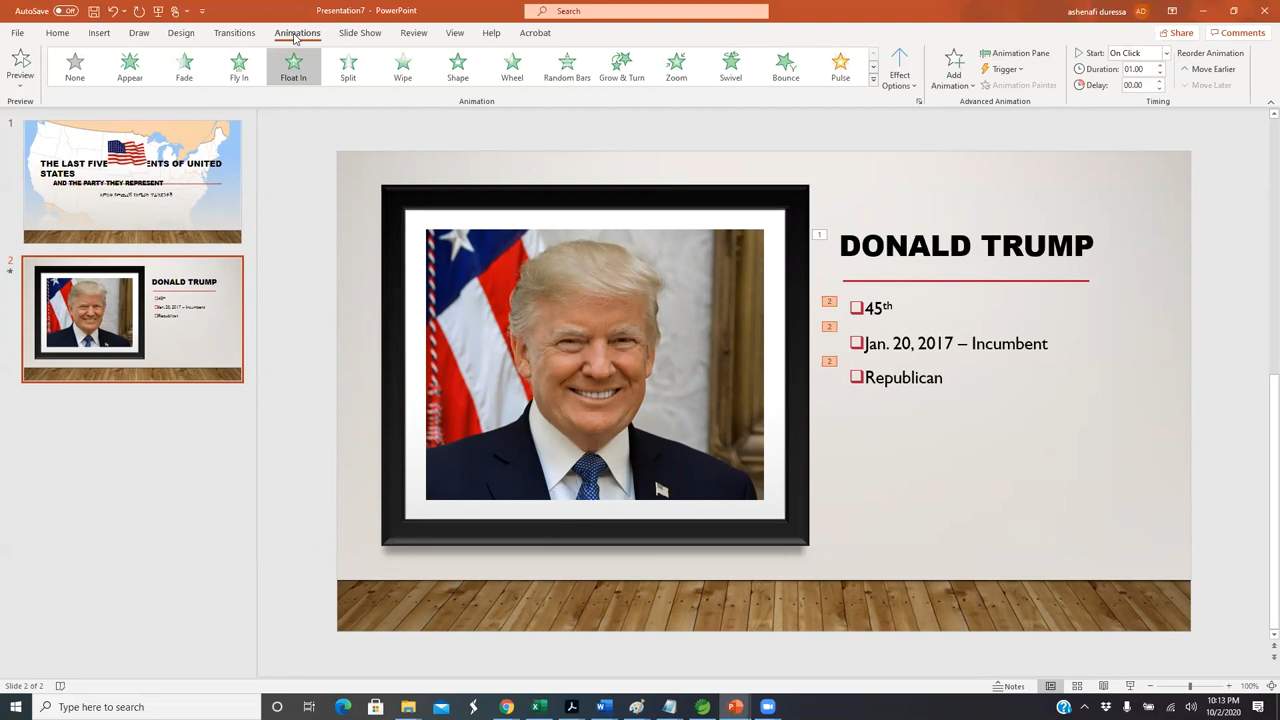 AutoSave Off Presentation7 - PowerPoint Search ashenafi duressa
File Home Insert Draw Design Transitions Animations Slide Show Review View Help Acrobat Share Comments
Preview None Appear Fade Fly In Float In Split Wipe Shape Wheel Random Bars Grow & Turn Zoom Swivel Bounce Pulse Effect Options Add Animation
Animation Pane Start: On Click Reorder Animation
Trigger Duration: 01.00 Move Earlier
Animation Painter Delay: 00.00 Move Later
Preview Animation Advanced Animation Timing
1
THE LAST FIVE ENTS OF UNITED
STATES
AND THE PARTY THEY REPRESENT
2
DONALD TRUMP
45th
Jan. 20, 2017 – Incumbent
Republican
1 DONALD TRUMP
2 45th
2 Jan. 20, 2017 – Incumbent
2 Republican
Slide 2 of 2 Notes 100%
Type here to search 10:13 PM
10/2/2020